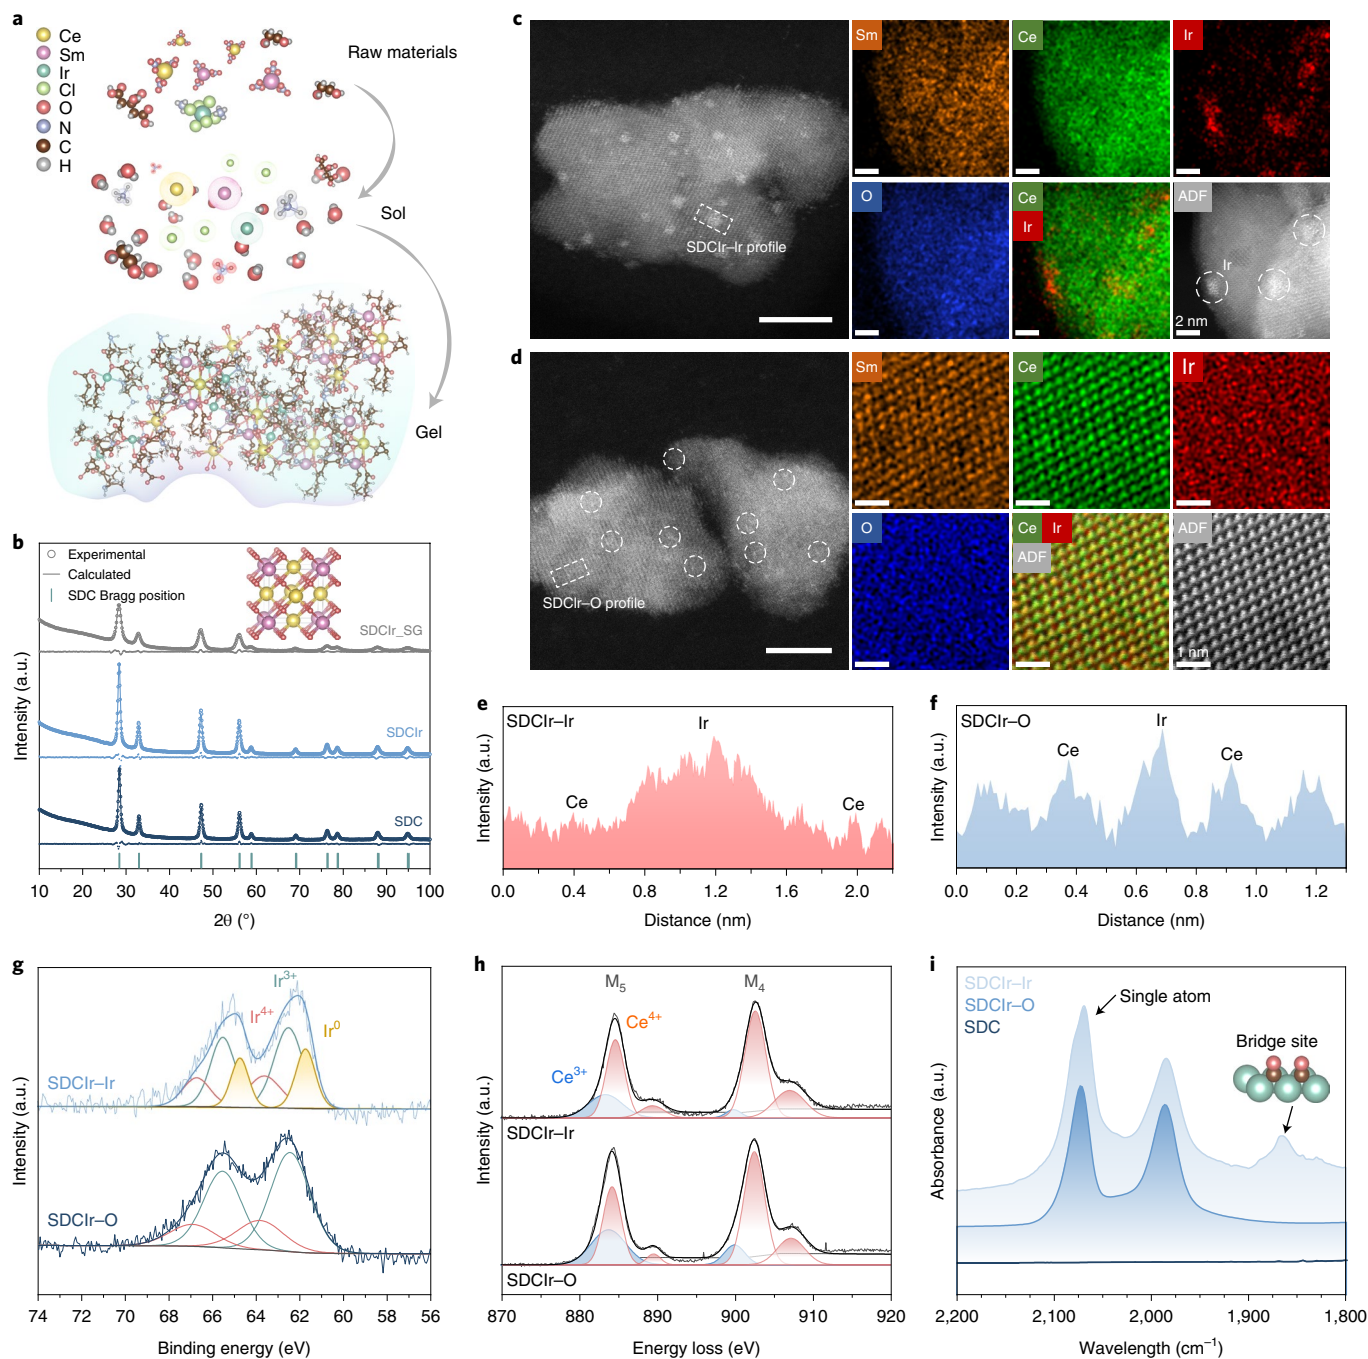 a
Ce
Sm
Ir
Cl
O
N
C
H
Raw materials
Sol
Gel
b
Experimental
Calculated
SDC Bragg position
SDCIr_SG
SDCIr
SDC
Intensity (a.u.)
10 20 30 40 50 60 70 80 90 100
2θ (°)
c
SDCIr–Ir profile
Sm
Ce
Ir
O
Ce
Ir
ADF
Ir
2 nm
d
SDCIr–O profile
Sm
Ce
Ir
O
Ce Ir
ADF
ADF
1 nm
e
SDCIr–Ir
Ir
Ce
Ce
Intensity (a.u.)
0.0 0.4 0.8 1.2 1.6 2.0
Distance (nm)
f
SDCIr–O
Ir
Ce
Ce
Intensity (a.u.)
0.0 0.2 0.4 0.6 0.8 1.0 1.2
Distance (nm)
g
Ir³⁺
Ir⁴⁺
Ir⁰
SDCIr–Ir
SDCIr–O
Intensity (a.u.)
74 72 70 68 66 64 62 60 58 56
Binding energy (eV)
h
M₅
M₄
Ce⁴⁺
Ce³⁺
SDCIr–Ir
SDCIr–O
Intensity (a.u.)
870 880 890 900 910 920
Energy loss (eV)
i
SDCIr–Ir
SDCIr–O
SDC
Single atom
Bridge site
Absorbance (a.u.)
2,200 2,100 2,000 1,900 1,800
Wavelength (cm⁻¹)